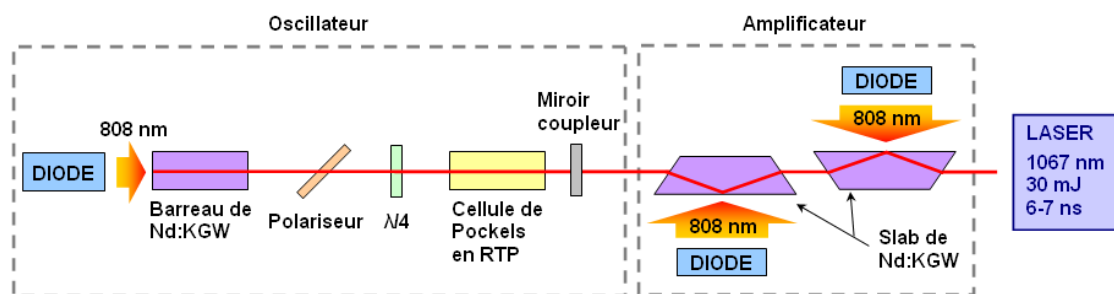 Oscillateur
Amplificateur
DIODE
808 nm
Barreau de
Nd:KGW
Polariseur
λ/4
Cellule de
Pockels
en RTP
Miroir
coupleur
808 nm
DIODE
DIODE
808 nm
Slab de
Nd:KGW
LASER
1067 nm
30 mJ
6-7 ns